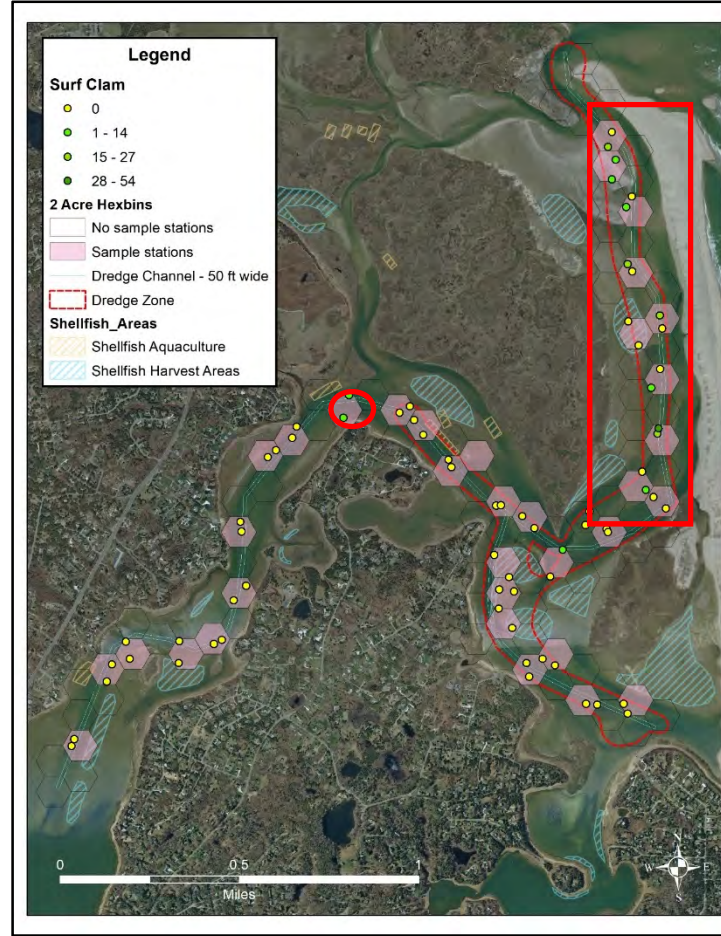 Legend
Surf Clam
0
1 - 14
15 - 27
28 - 54
2 Acre Hexbins
No sample stations
Sample stations
Dredge Channel - 50 ft wide
Dredge Zone
Shellfish_Areas
Shellfish Aquaculture
Shellfish Harvest Areas
0 0.5 1
Miles
N
W E
S